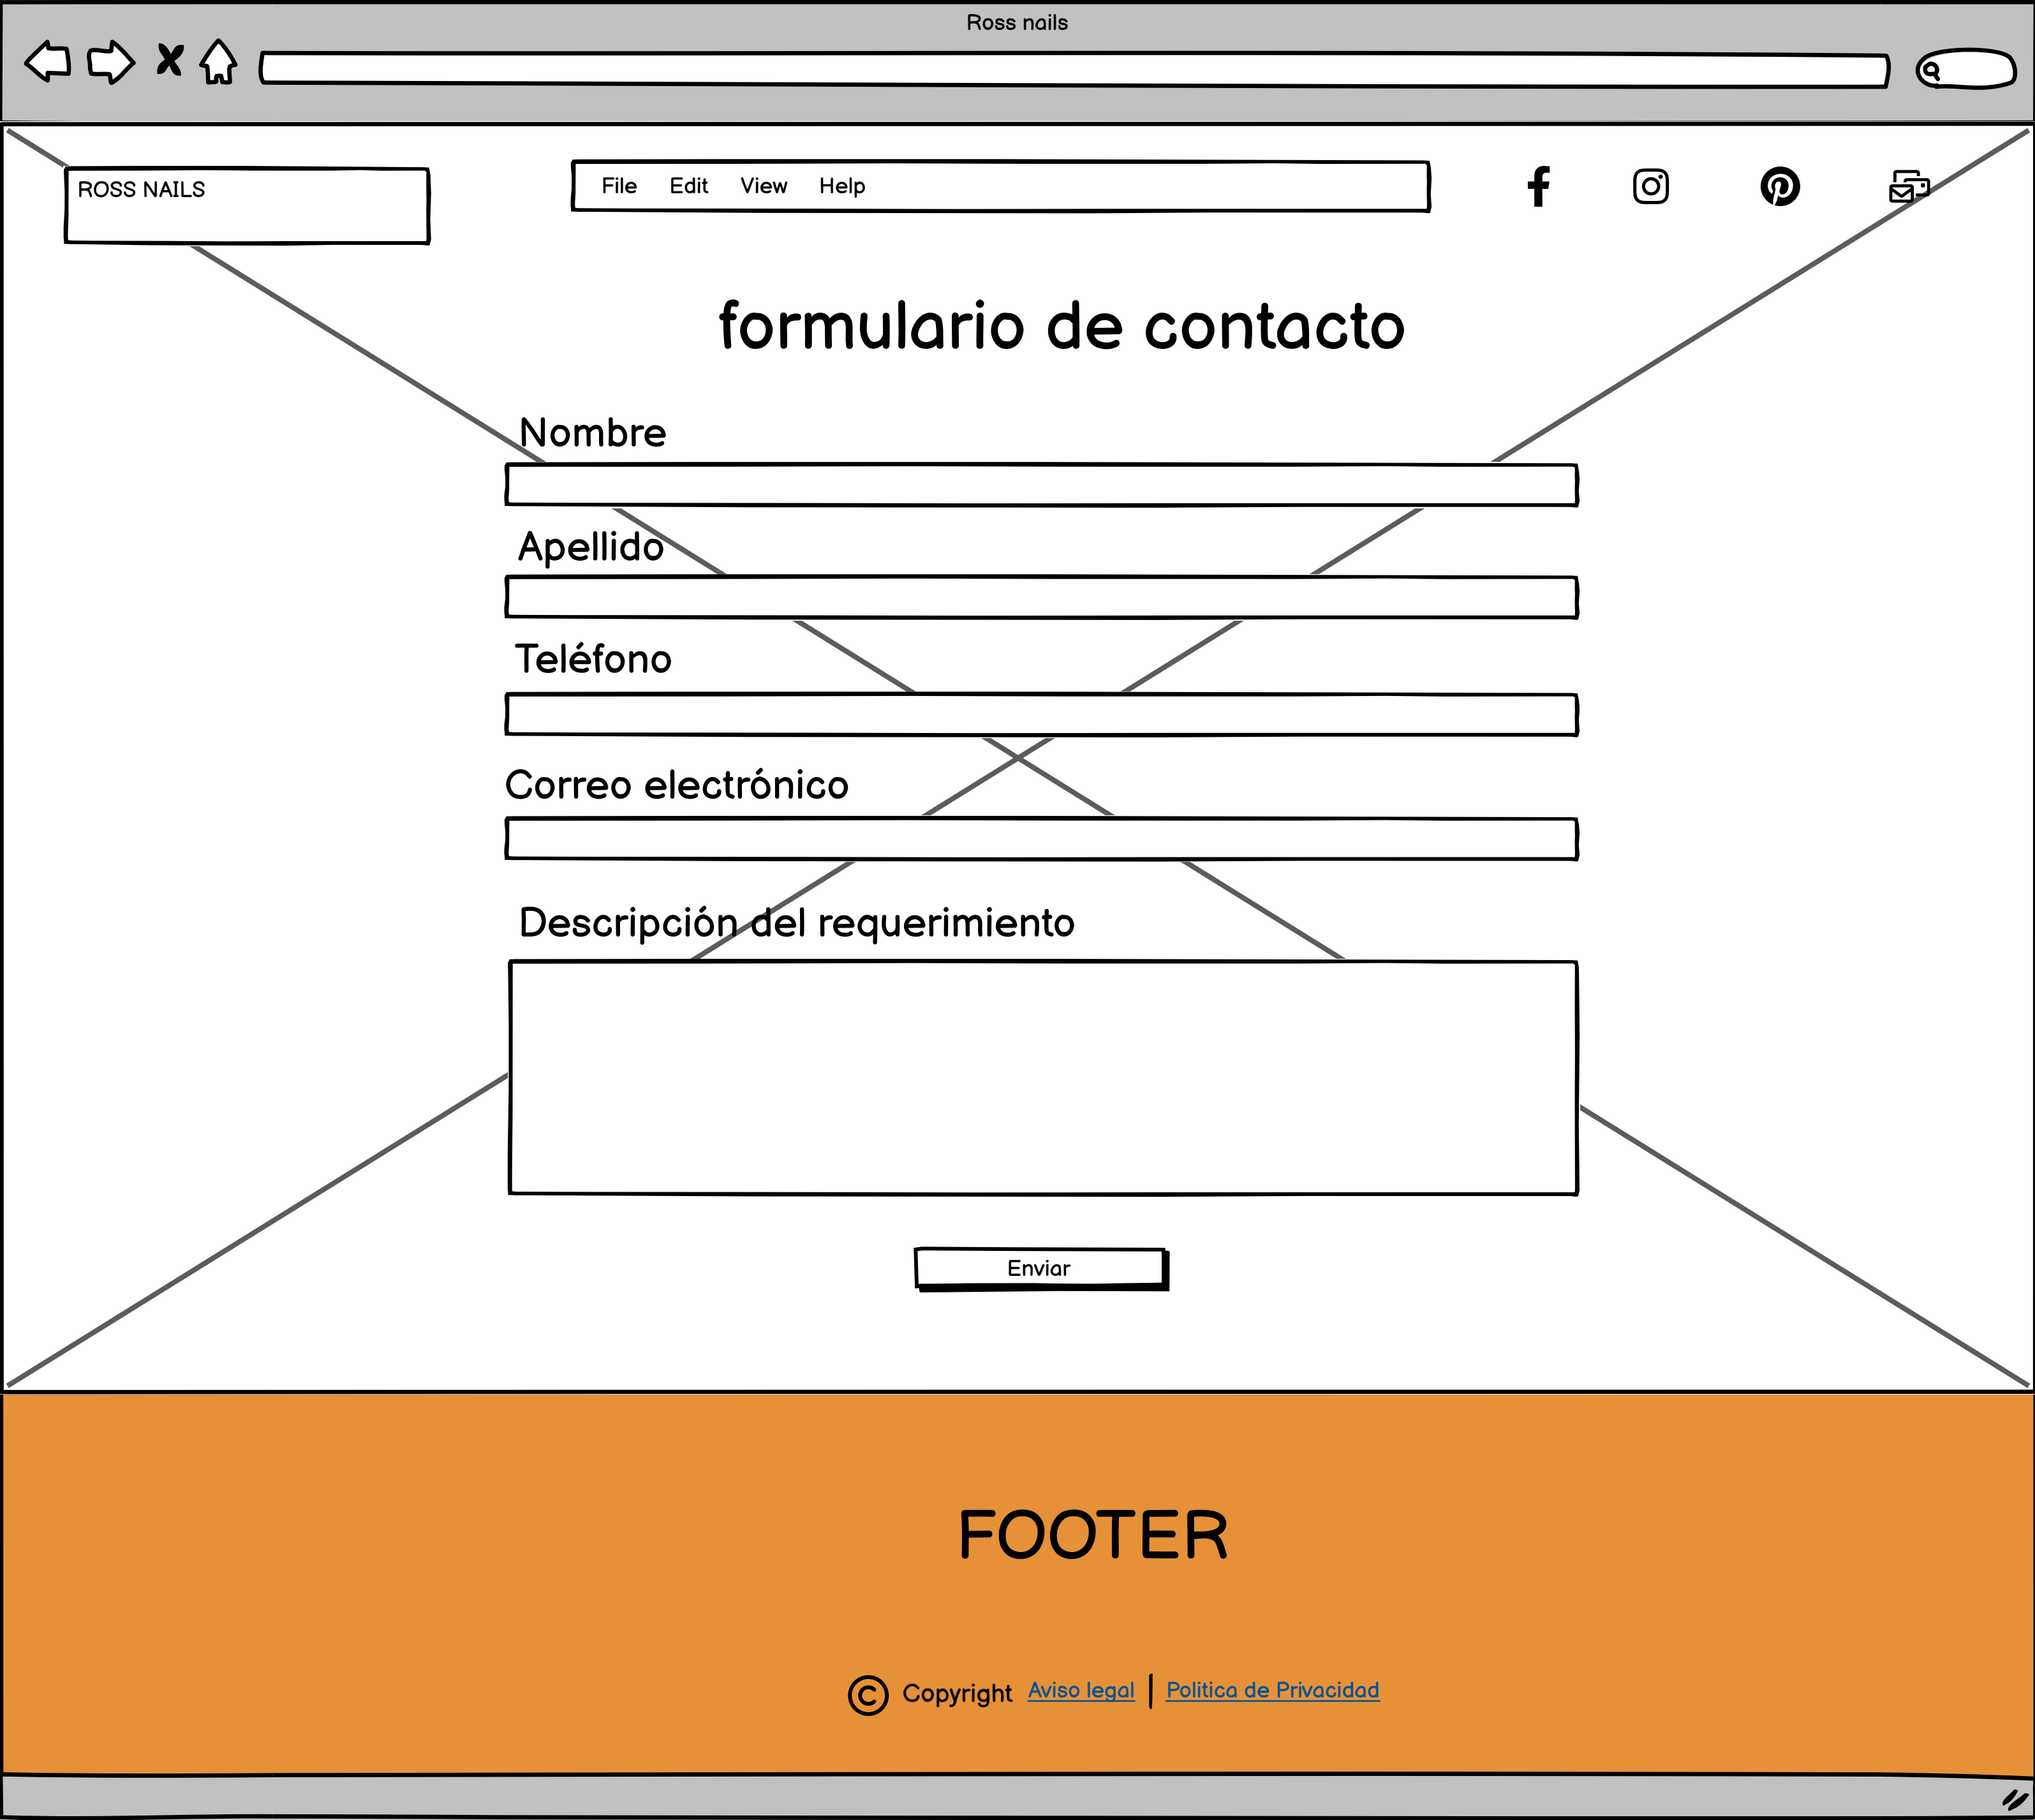 Ross nails
ROSS NAILS
File Edit View Help
formulario de contacto
Nombre
Apellido
Teléfono
Correo electrónico
Descripción del requerimiento
Enviar
FOOTER
© Copyright Aviso legal | Politica de Privacidad